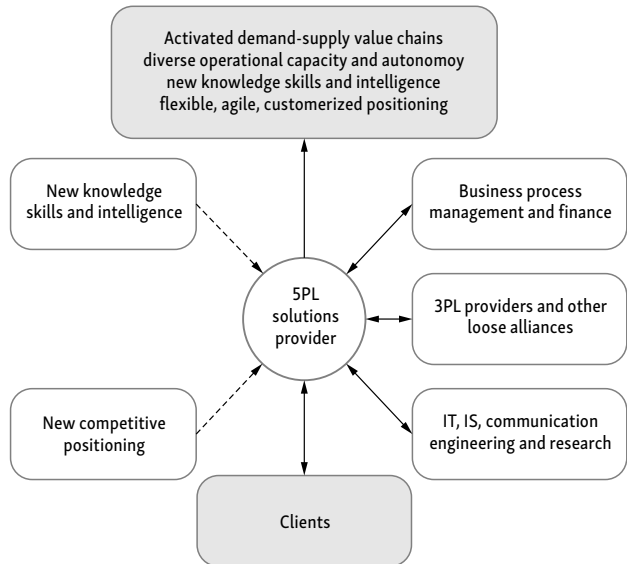 Activated demand-supply value chains
diverse operational capacity and autonomoy
new knowledge skills and intelligence
flexible, agile, customerized positioning
New knowledge
skills and intelligence
Business process
management and finance
5PL
solutions
provider
3PL providers and other
loose alliances
New competitive
positioning
IT, IS, communication
engineering and research
Clients